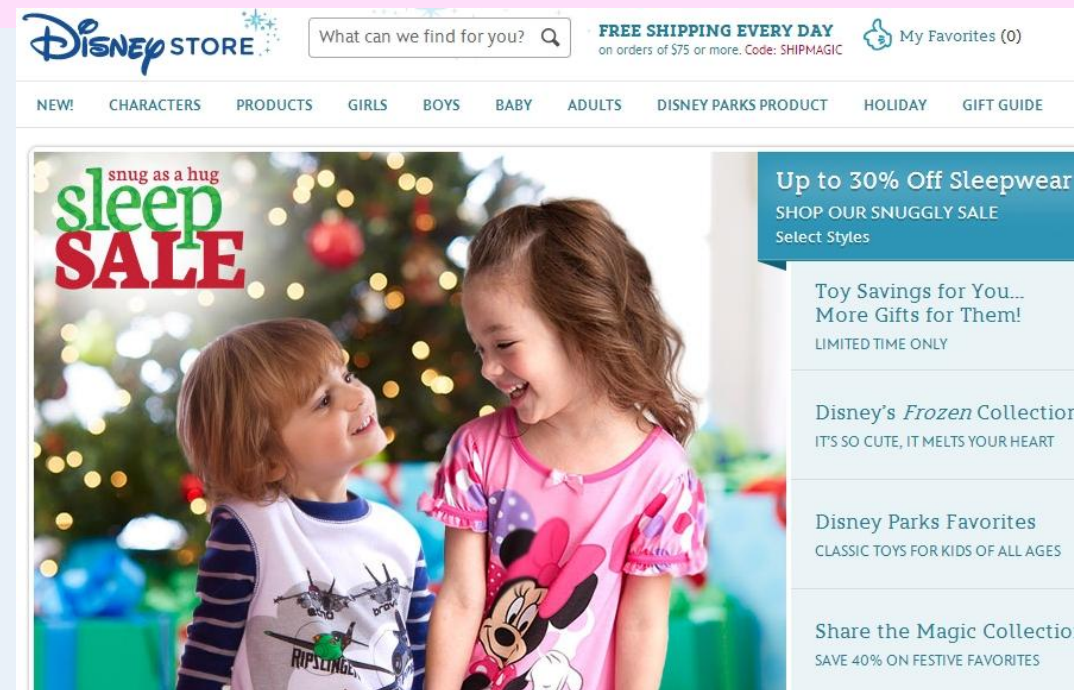 Disney STORE
What can we find for you?
FREE SHIPPING EVERY DAY
on orders of $75 or more. Code: SHIPMAGIC
My Favorites (0)
NEW! CHARACTERS PRODUCTS GIRLS BOYS BABY ADULTS DISNEY PARKS PRODUCT HOLIDAY GIFT GUIDE
snug as a hug
sleep
SALE
Up to 30% Off Sleepwear
SHOP OUR SNUGGLY SALE
Select Styles
Toy Savings for You...
More Gifts for Them!
LIMITED TIME ONLY
Disney's Frozen Collection
IT'S SO CUTE, IT MELTS YOUR HEART
Disney Parks Favorites
CLASSIC TOYS FOR KIDS OF ALL AGES
Share the Magic Collectio
SAVE 40% ON FESTIVE FAVORITES
echo bravo
RIPSLINGER